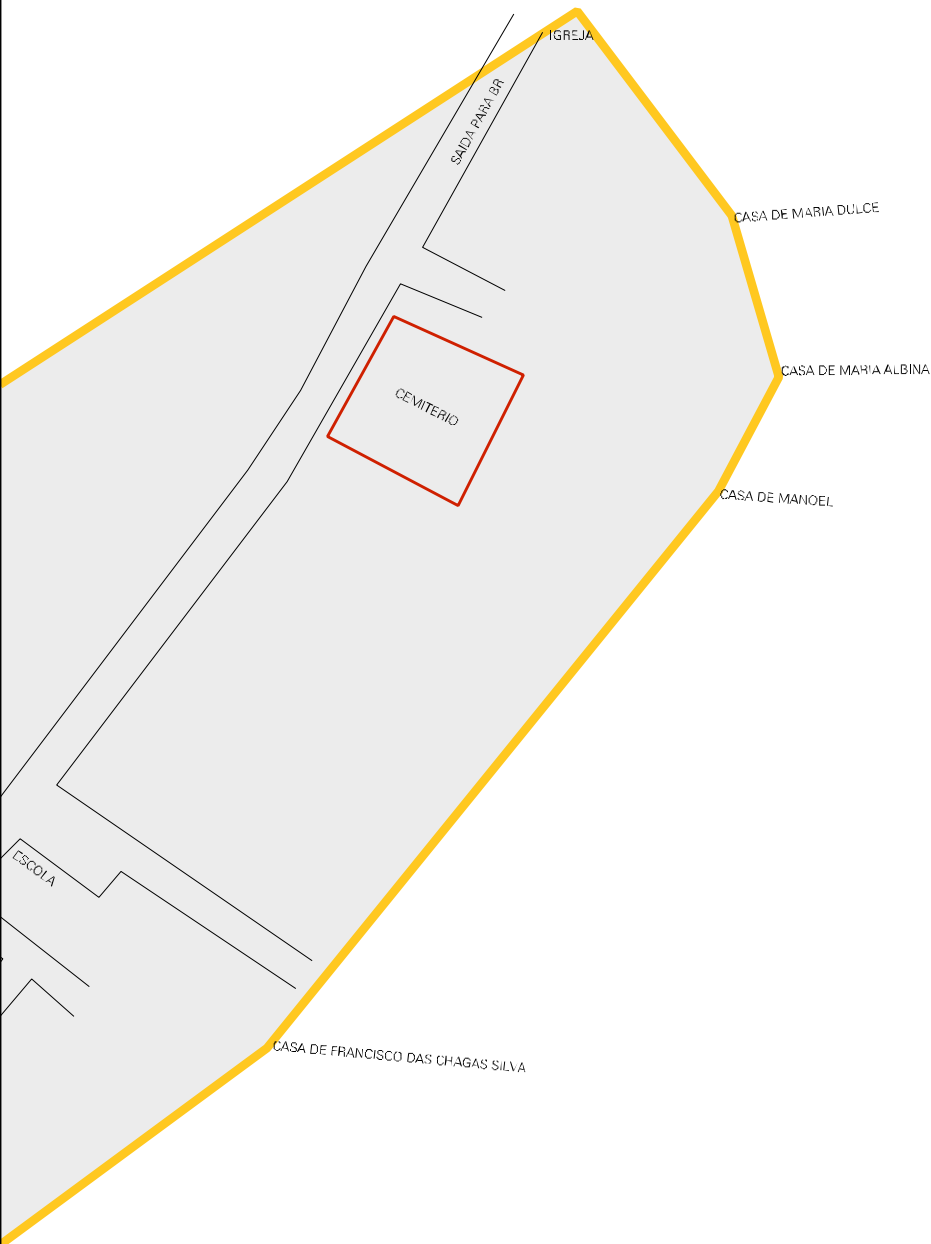 IGREJA
SAIDA PARA BR
CASA DE MARIA DULCE
CASA DE MARIA ALBINA
CEMITERIO
CASA DE MANOEL
ESCOLA
CASA DE FRANCISCO DAS CHAGAS SILVA